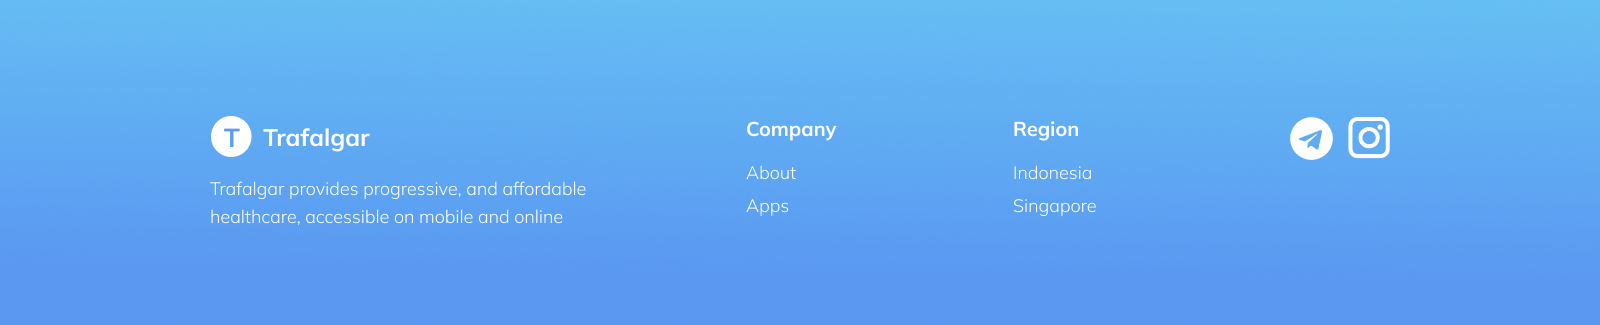 T Trafalgar
Trafalgar provides progressive, and affordable
healthcare, accessible on mobile and online
Company
About
Apps
Region
Indonesia
Singapore